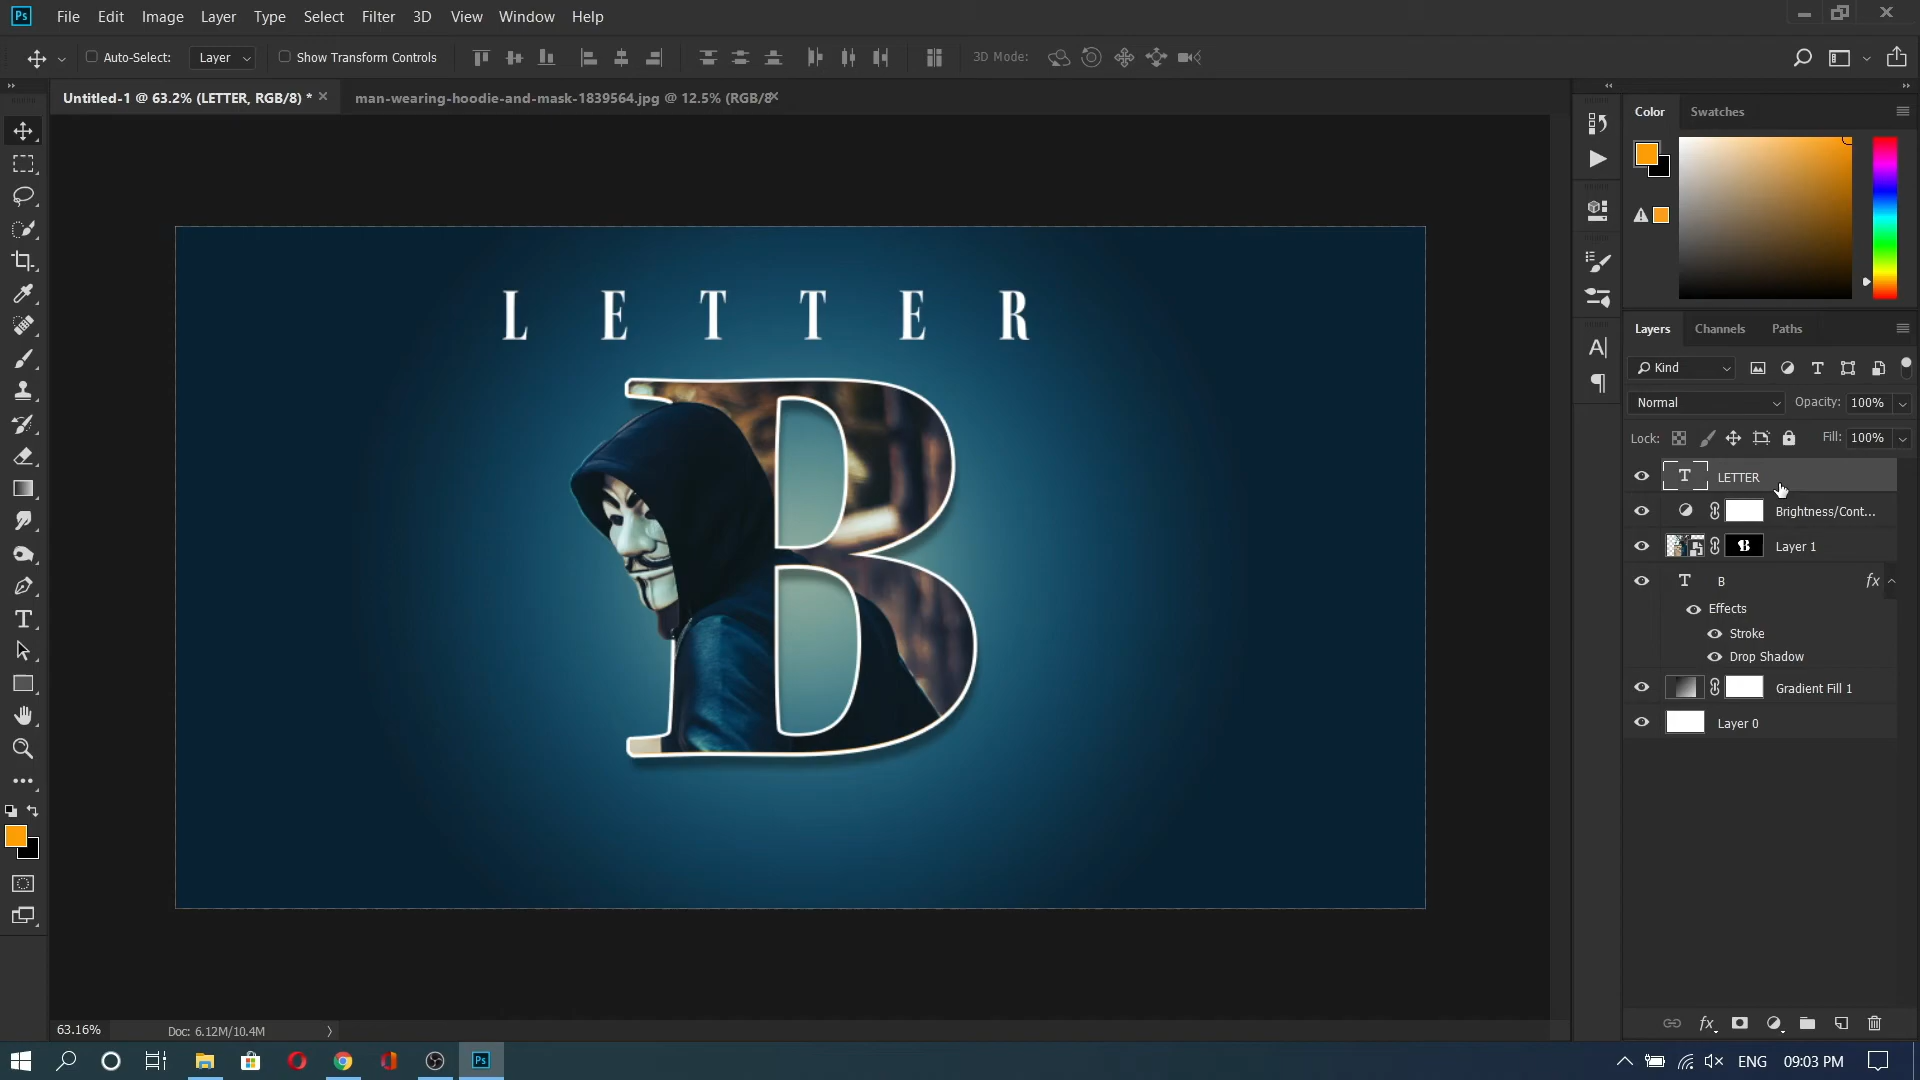 Ps File Edit Image Layer Type Select Filter 3D View Window Help
Auto-Select: Layer Show Transform Controls 3D Mode:
Untitled-1 @ 63.2% (LETTER, RGB/8) * man-wearing-hoodie-and-mask-1839564.jpg @ 12.5% (RGB/8
Color Swatches
L E T T E R
B
Layers Channels Paths
Kind
Normal Opacity: 100%
Lock: Fill: 100%
T LETTER
Brightness/Cont...
B Layer 1
T B fx
Effects
Stroke
Drop Shadow
Gradient Fill 1
Layer 0
63.16% Doc: 6.12M/10.4M
fx
Ps ENG 09:03 PM